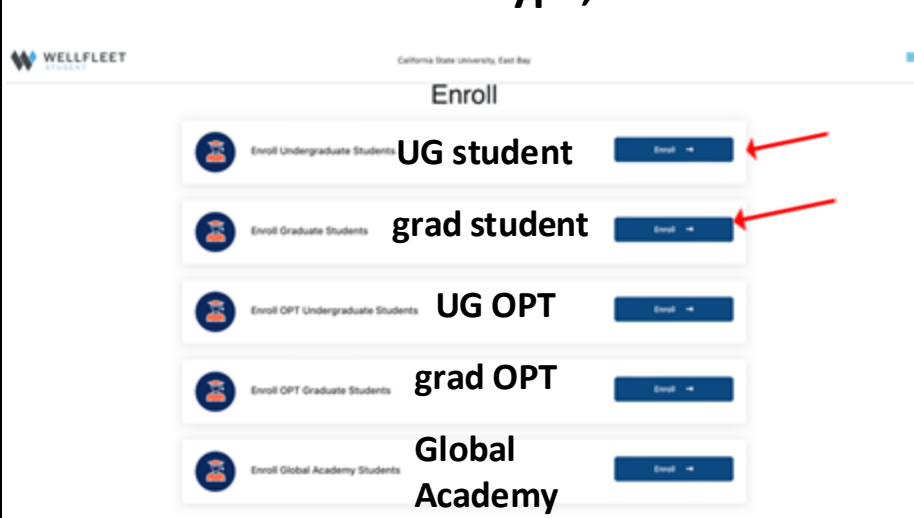 WELLFLEET
STUDENT
California State University, East Bay
Enroll
Enroll Undergraduate Students UG student Enroll →
Enroll Graduate Students grad student Enroll →
Enroll OPT Undergraduate Students UG OPT Enroll →
Enroll OPT Graduate Students grad OPT Enroll →
Enroll Global Academy Students Global Academy Enroll →